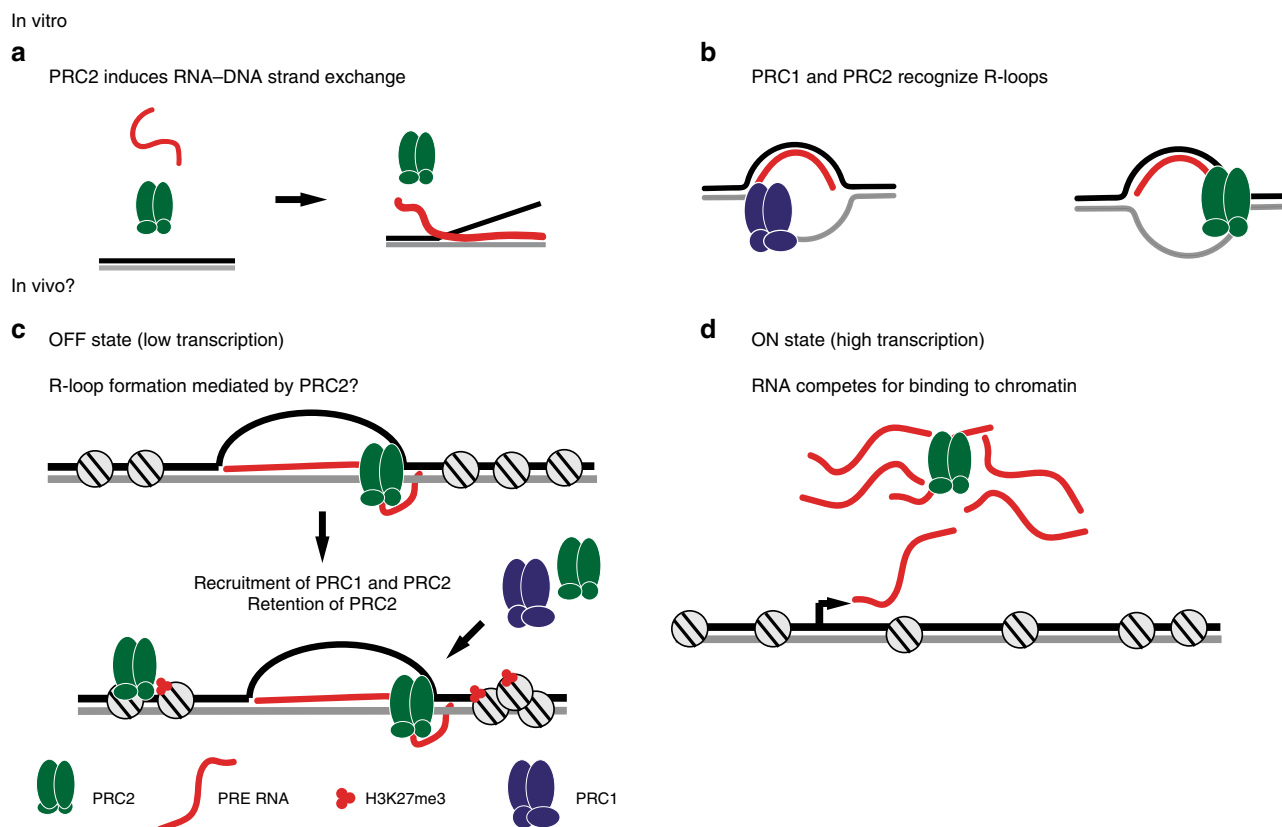 In vitro
a
PRC2 induces RNA–DNA strand exchange
b
PRC1 and PRC2 recognize R-loops
In vivo?
c
OFF state (low transcription)
R-loop formation mediated by PRC2?
Recruitment of PRC1 and PRC2
Retention of PRC2
d
ON state (high transcription)
RNA competes for binding to chromatin
PRC2
PRE RNA
H3K27me3
PRC1